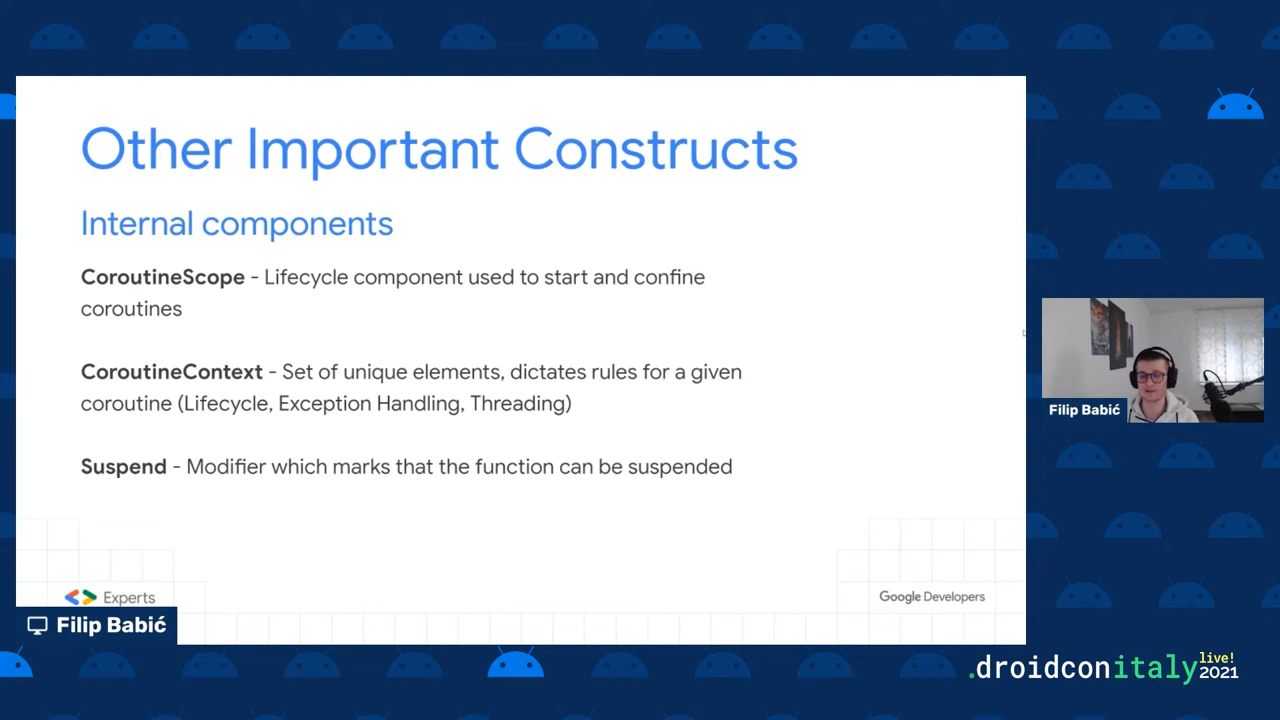 Other Important Constructs
Internal components
CoroutineScope - Lifecycle component used to start and confine
coroutines
CoroutineContext - Set of unique elements, dictates rules for a given
coroutine (Lifecycle, Exception Handling, Threading)
Suspend - Modifier which marks that the function can be suspended
Experts
Google Developers
Filip Babić
Filip Babić
.droidconitaly live! 2021